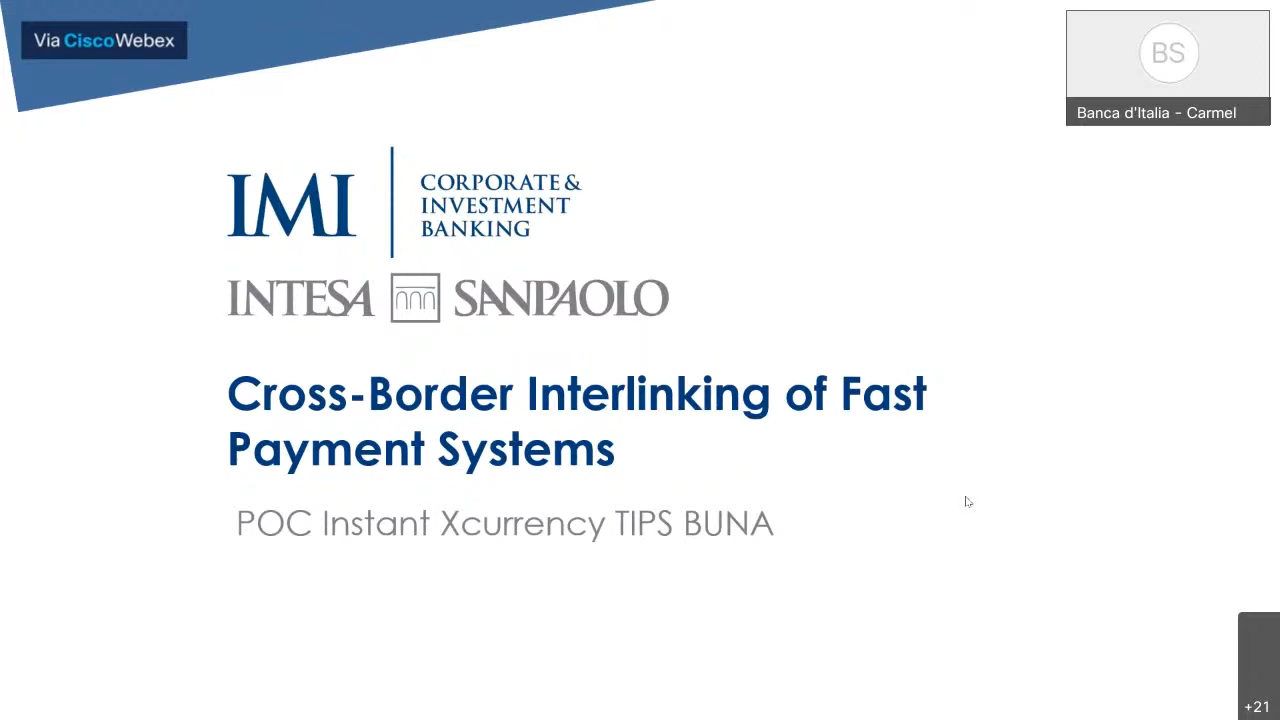 Via CiscoWebex
BS
Banca d'Italia - Carmel
IMI
CORPORATE &
INVESTMENT
BANKING
INTESA SANPAOLO
Cross-Border Interlinking of Fast
Payment Systems
POC Instant Xcurrency TIPS BUNA
+21